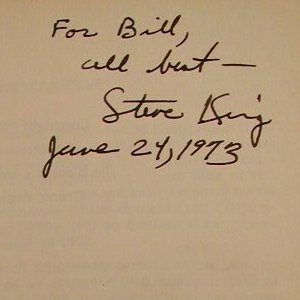 For Bill,
all best—
Steve King
June 24, 1973